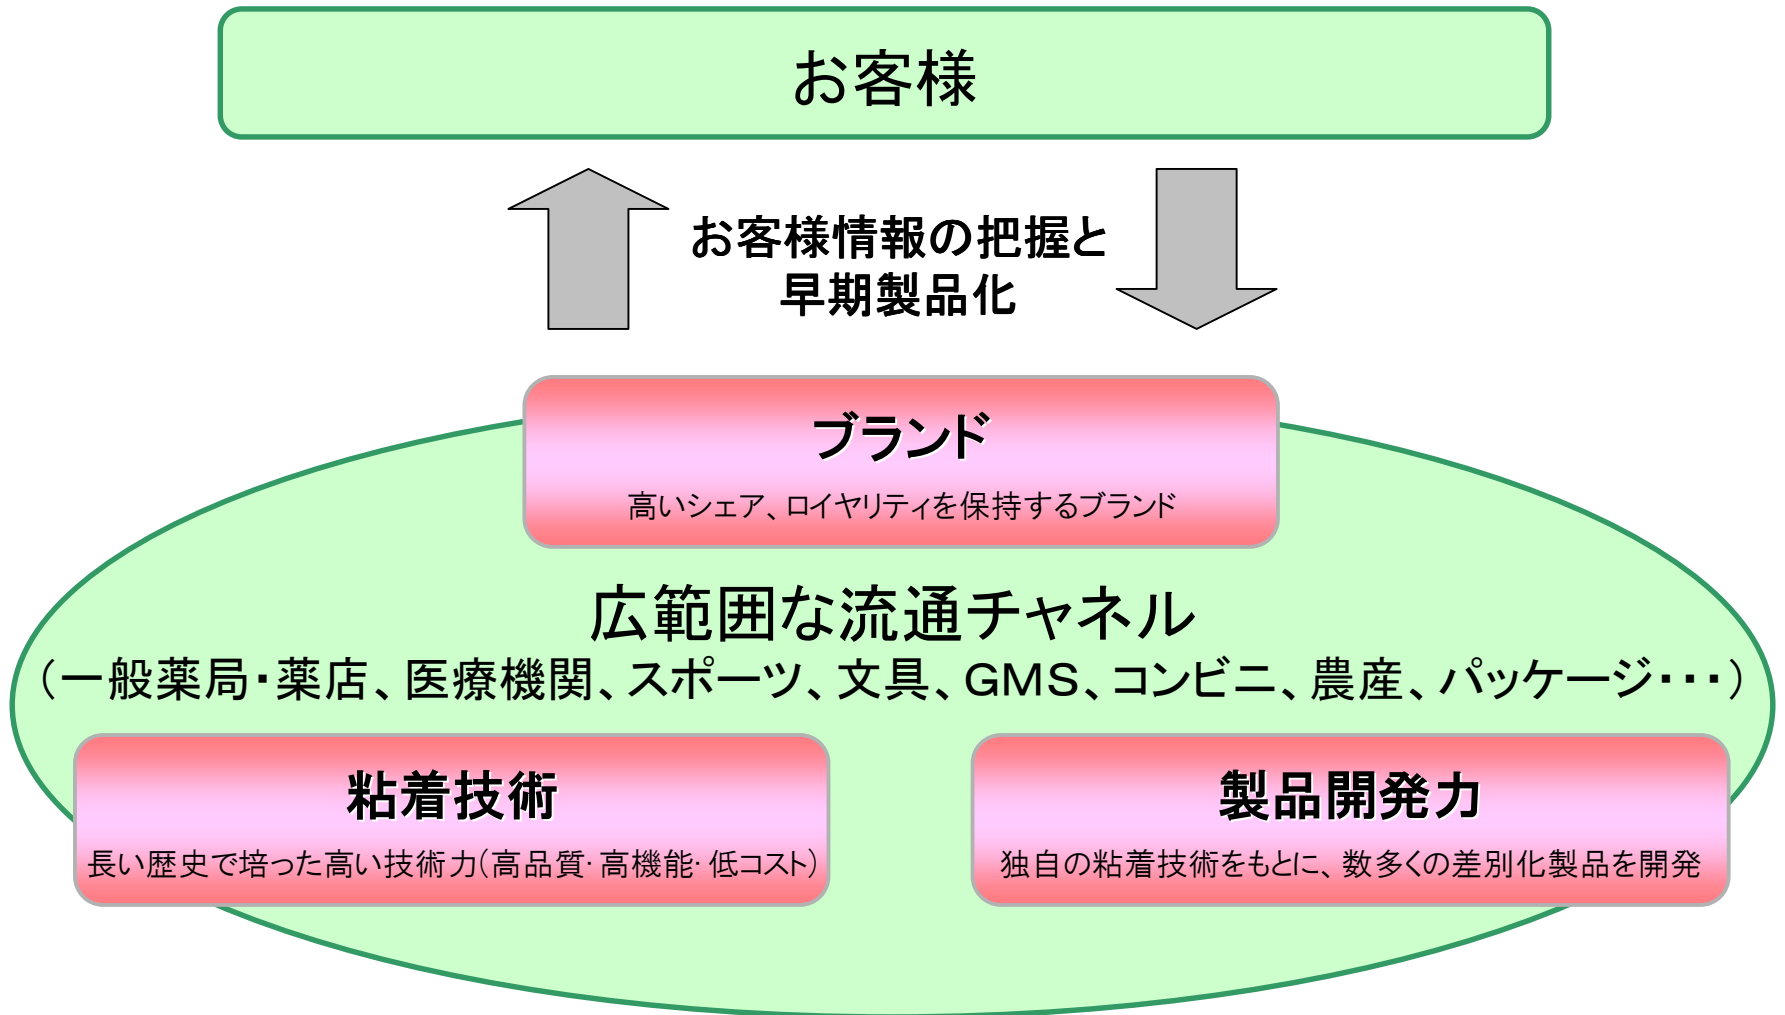 お客様
お客様情報の把握と
早期製品化
ブランド
高いシェア、ロイヤリティを保持するブランド
広範囲な流通チャネル
(一般薬局・薬店、医療機関、スポーツ、文具、GMS、コンビニ、農産、パッケージ・・・)
粘着技術
長い歴史で培った高い技術力(高品質・高機能・低コスト)
製品開発力
独自の粘着技術をもとに、数多くの差別化製品を開発